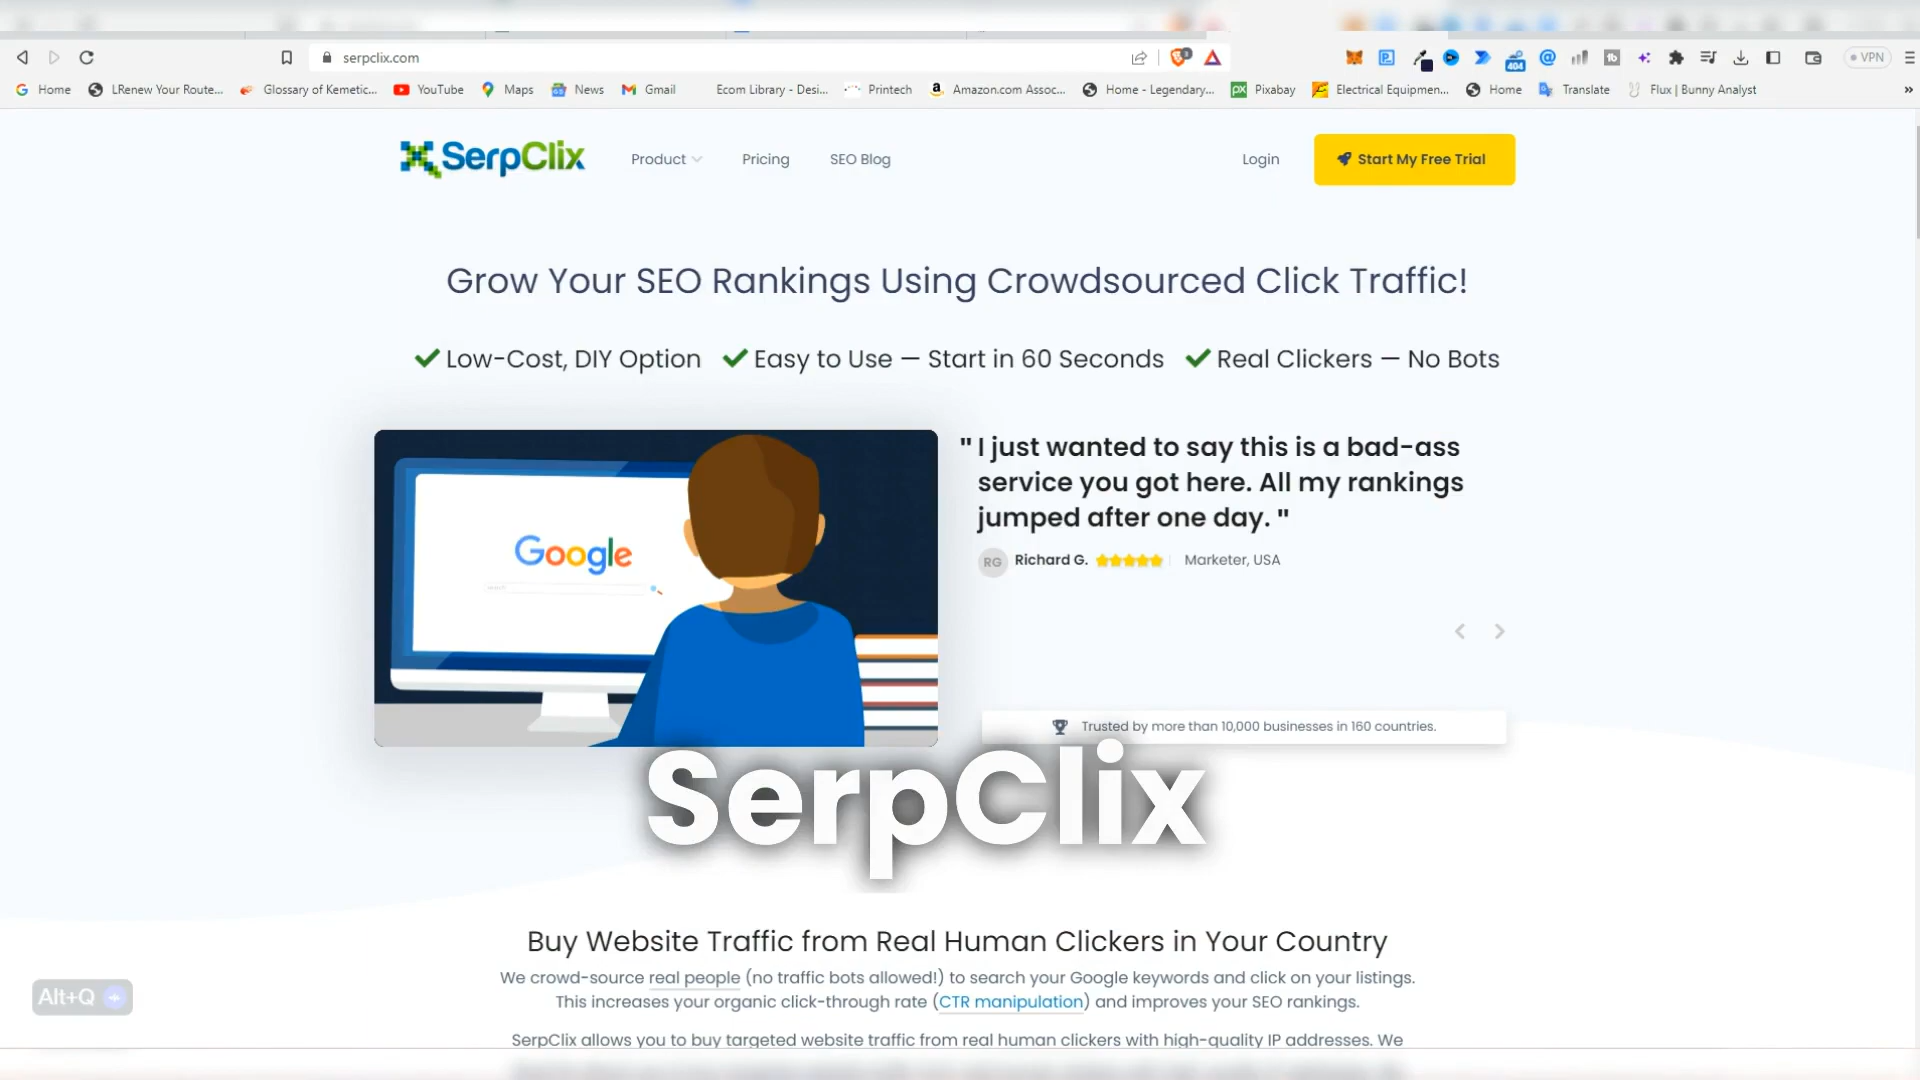 serpclix.com
VPN
Home
LRenew Your Route...
Glossary of Kemetic...
YouTube
Maps
News
Gmail
Ecom Library - Desi...
Printech
Amazon.com Assoc...
Home - Legendary...
Pixabay
Electrical Equipmen...
Home
Translate
Flux | Bunny Analyst
SerpClix
Product
Pricing
SEO Blog
Login
Start My Free Trial
Grow Your SEO Rankings Using Crowdsourced Click Traffic!
Low-Cost, DIY Option
Easy to Use — Start in 60 Seconds
Real Clickers — No Bots
Google
" I just wanted to say this is a bad-ass
service you got here. All my rankings
jumped after one day. "
RG
Richard G.
Marketer, USA
Trusted by more than 10,000 businesses in 160 countries.
SerpClix
Buy Website Traffic from Real Human Clickers in Your Country
We crowd-source real people (no traffic bots allowed!) to search your Google keywords and click on your listings.
This increases your organic click-through rate (CTR manipulation) and improves your SEO rankings.
Alt+Q
SerpClix allows you to buy targeted website traffic from real human clickers with high-quality IP addresses. We